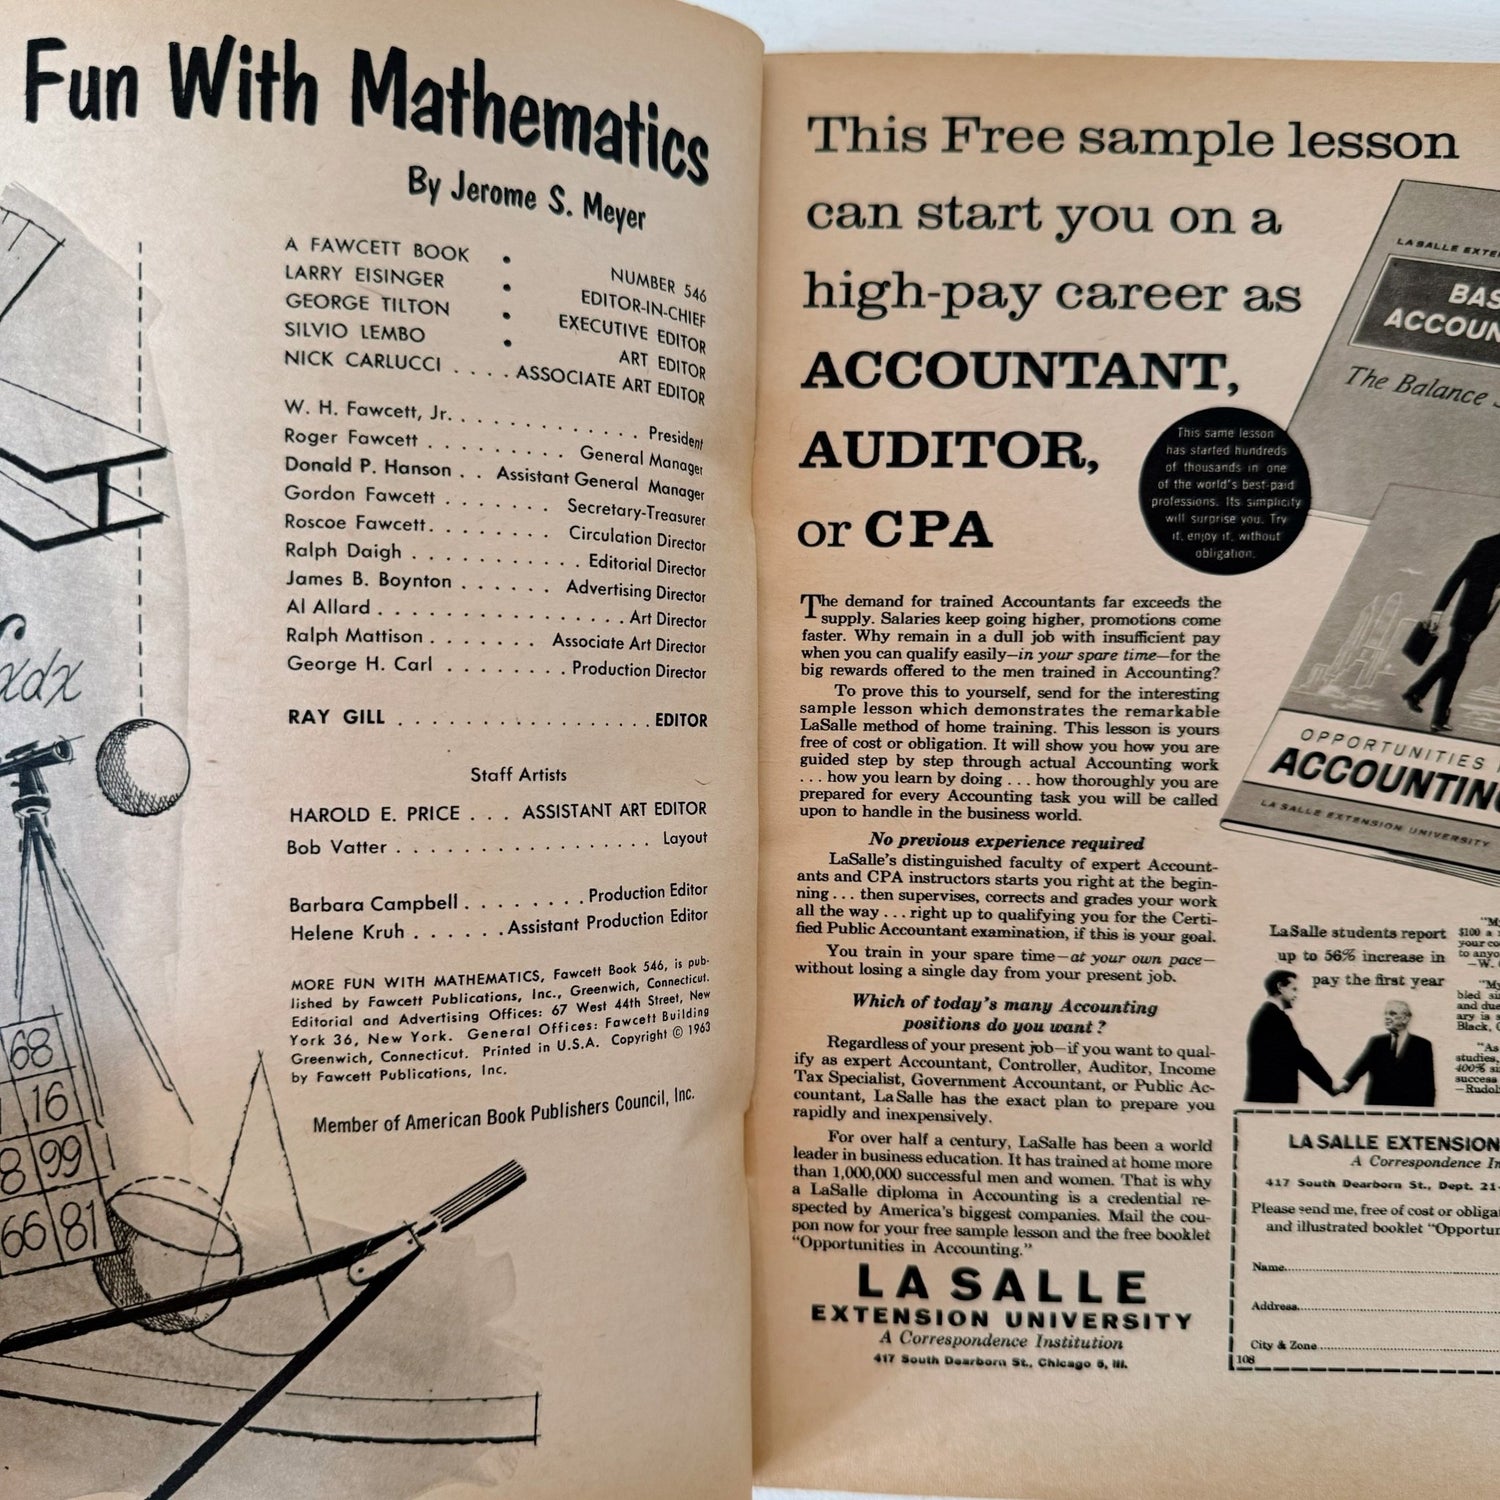 Fun With Mathematics
By Jerome S. Meyer
A FAWCETT BOOK • NUMBER 546
LARRY EISINGER • EDITOR-IN-CHIEF
GEORGE TILTON • EXECUTIVE EDITOR
SILVIO LEMBO • ART EDITOR
NICK CARLUCCI . . . . ASSOCIATE ART EDITOR
W. H. Fawcett, Jr. . . . . . . . . . . . . . President
Roger Fawcett . . . . . . . . . General Manager
Donald P. Hanson . . Assistant General Manager
Gordon Fawcett . . . . . . . Secretary-Treasurer
Roscoe Fawcett. . . . . . . . Circulation Director
Ralph Daigh . . . . . . . . . . . Editorial Director
James B. Boynton . . . . . . Advertising Director
Al Allard . . . . . . . . . . . . . . . . Art Director
Ralph Mattison . . . . . . . Associate Art Director
George H. Carl . . . . . . . . Production Director
RAY GILL . . . . . . . . . . . . . . . . . . EDITOR
Staff Artists
HAROLD E. PRICE . . . ASSISTANT ART EDITOR
Bob Vatter . . . . . . . . . . . . . . . . . Layout
Barbara Campbell . . . . . . . . Production Editor
Helene Kruh . . . . . . Assistant Production Editor
MORE FUN WITH MATHEMATICS, Fawcett Book 546, is pub-
lished by Fawcett Publications, Inc., Greenwich, Connecticut.
Editorial and Advertising Offices: 67 West 44th Street, New
York 36, New York. General Offices: Fawcett Building
Greenwich, Connecticut. Printed in U.S.A. Copyright © 1963
by Fawcett Publications, Inc.
Member of American Book Publishers Council, Inc.
xdx
68
16
8 99
66 81
This Free sample lesson
can start you on a
high-pay career as
ACCOUNTANT,
AUDITOR,
or CPA
This same lesson
has started hundreds
of thousands in one
of the world's best-paid
professions. Its simplicity
will surprise you. Try
it, enjoy it, without
obligation.
LA SALLE
The Balance
OPPORTUNITIES
ACCOUNTING
LA SALLE EXTENSION UNIVERSITY
The demand for trained Accountants far exceeds the
supply. Salaries keep going higher, promotions come
faster. Why remain in a dull job with insufficient pay
when you can qualify easily—in your spare time—for the
big rewards offered to the men trained in Accounting?
To prove this to yourself, send for the interesting
sample lesson which demonstrates the remarkable
LaSalle method of home training. This lesson is yours
free of cost or obligation. It will show you how you are
guided step by step through actual Accounting work
. . . how you learn by doing . . . how thoroughly you are
prepared for every Accounting task you will be called
upon to handle in the business world.
No previous experience required
LaSalle's distinguished faculty of expert Account-
ants and CPA instructors starts you right at the begin-
ning . . . then supervises, corrects and grades your work
all the way . . . right up to qualifying you for the Certi-
fied Public Accountant examination, if this is your goal.
You train in your spare time—at your own pace—
without losing a single day from your present job.
Which of today's many Accounting
positions do you want?
Regardless of your present job—if you want to qual-
ify as expert Accountant, Controller, Auditor, Income
Tax Specialist, Government Accountant, or Public Ac-
countant, LaSalle has the exact plan to prepare you
rapidly and inexpensively.
For over half a century, LaSalle has been a world
leader in business education. It has trained at home more
than 1,000,000 successful men and women. That is why
a LaSalle diploma in Accounting is a credential re-
spected by America's biggest companies. Mail the cou-
pon now for your free sample lesson and the free booklet
"Opportunities in Accounting."
LA SALLE
EXTENSION UNIVERSITY
A Correspondence Institution
417 South Dearborn St., Chicago 5, Ill.
LaSalle students report
up to 56% increase in
pay the first year
$100 a
your co
to anyo
—W.
"My
bled si
and due
ary is
Black,
"As
studies,
400%
success
—Rudol
LA SALLE EXTENSION
A Correspondence In
417 South Dearborn St., Dept. 21-
Please send me, free of cost or obliga
and illustrated booklet "Opportun
Name
Address
City & Zone
108